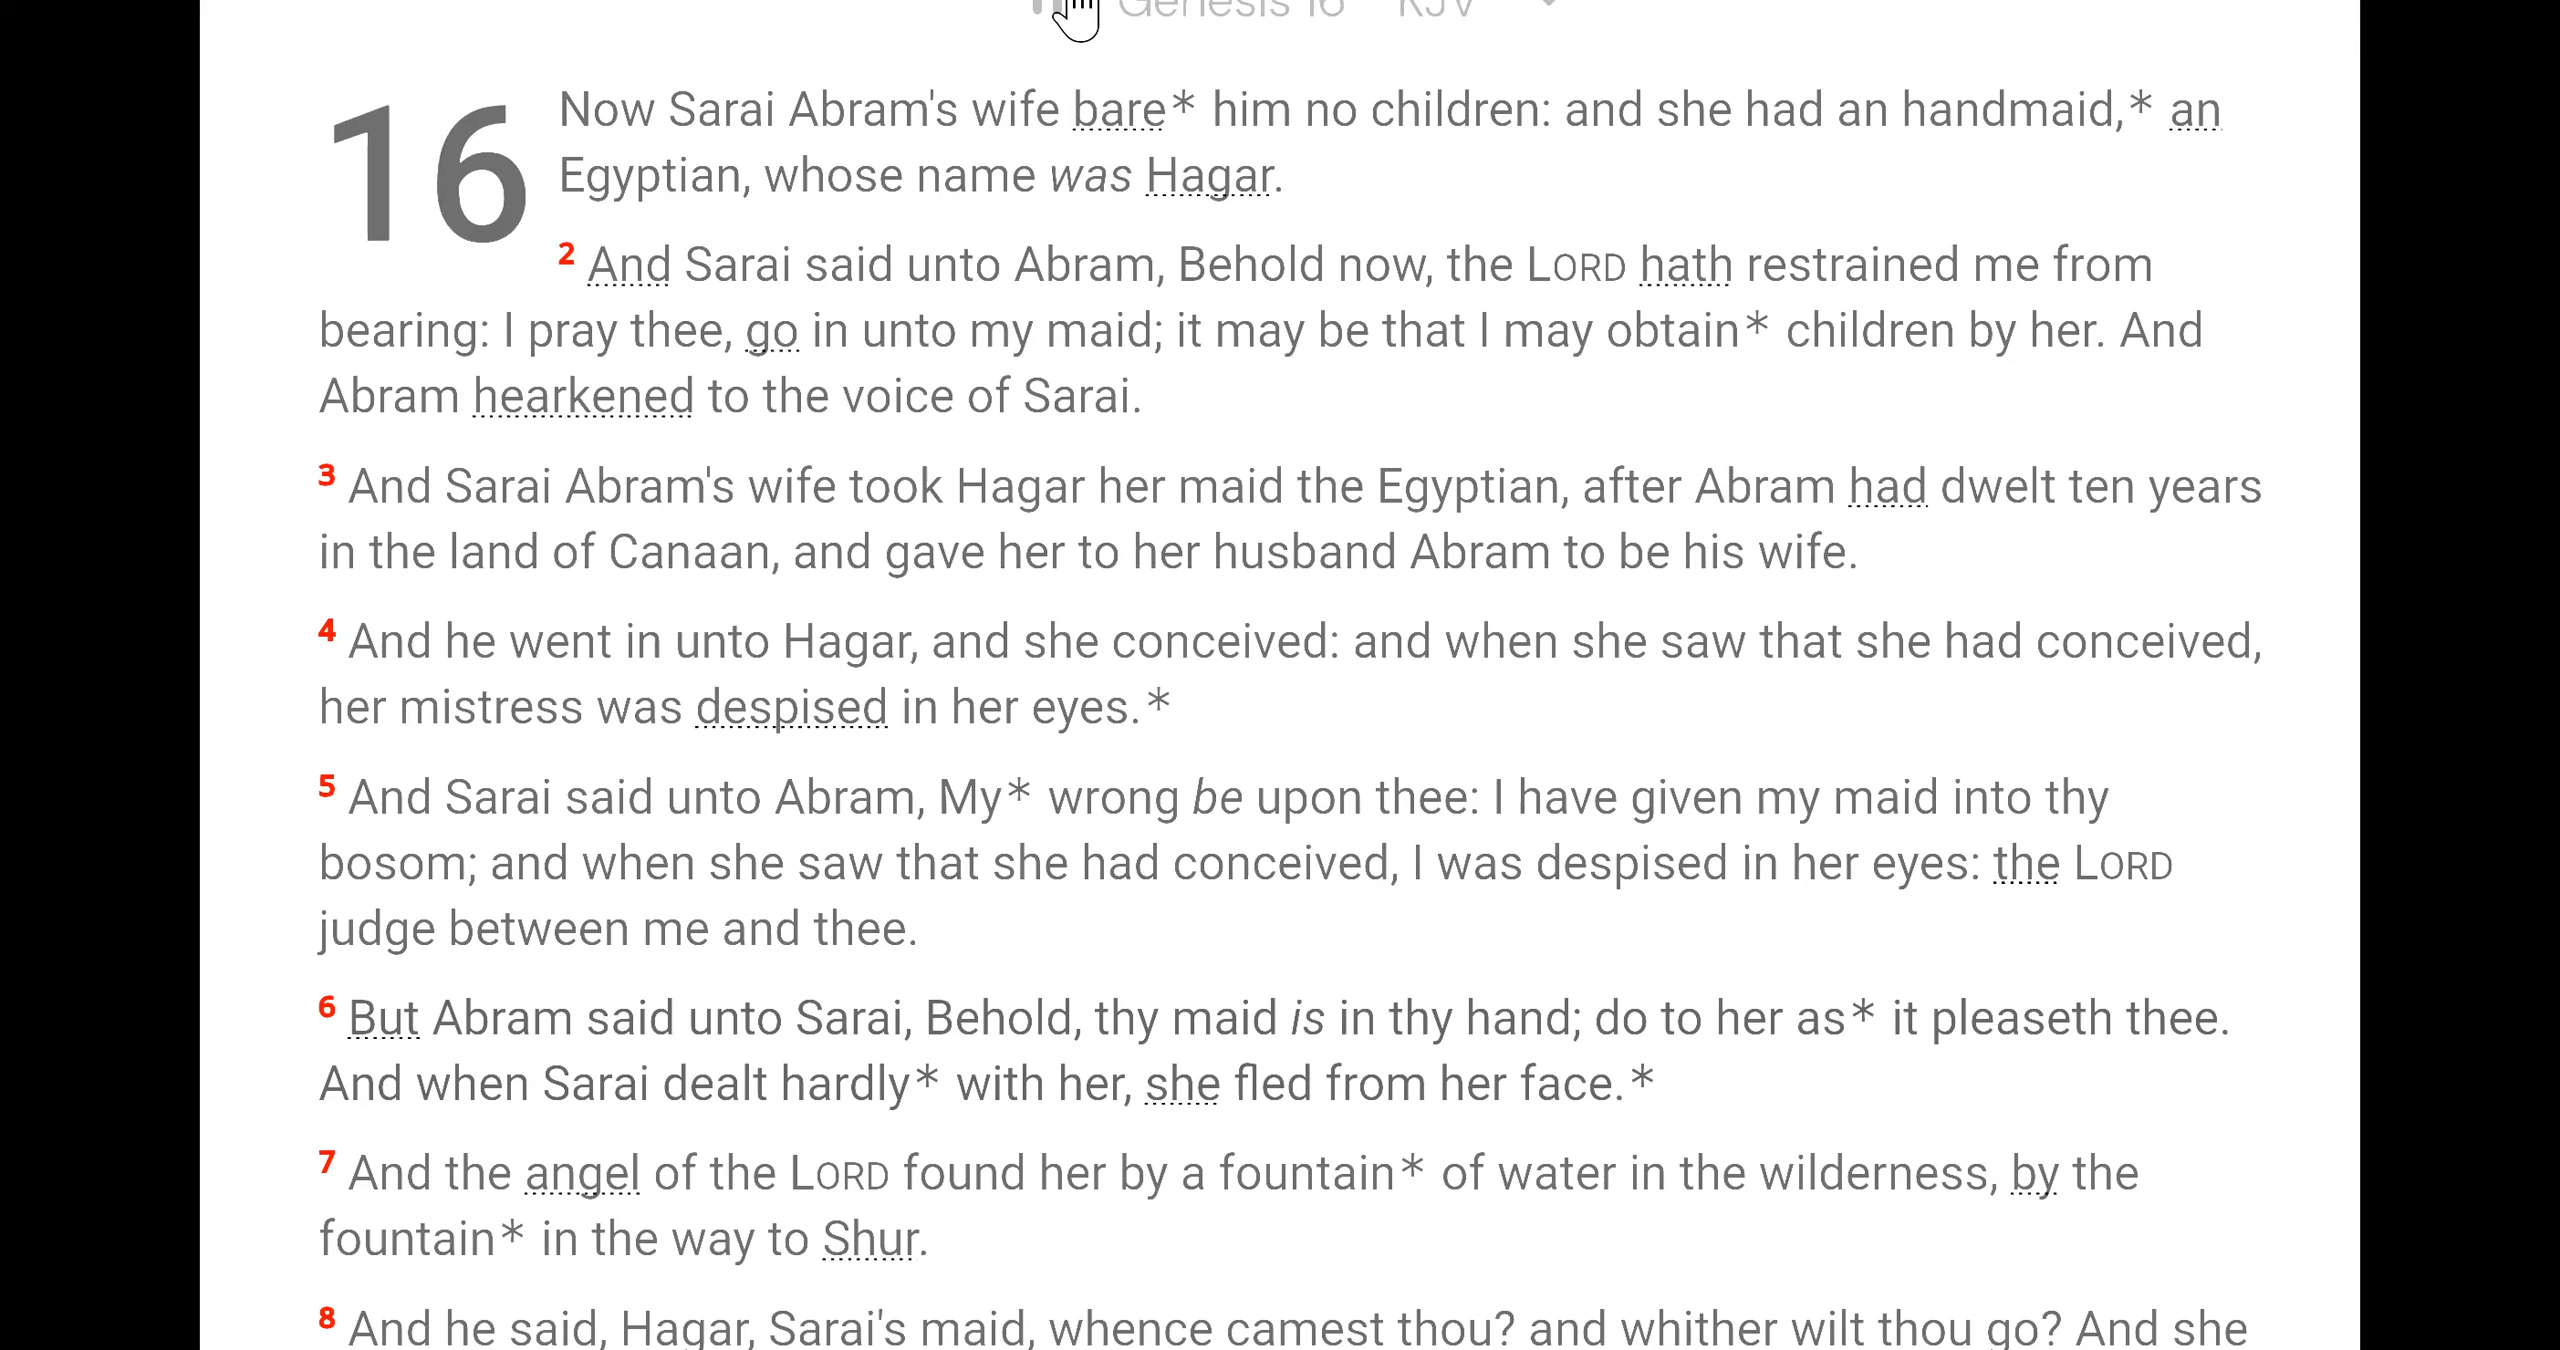 Genesis 16 KJV
16
Now Sarai Abram's wife bare* him no children: and she had an handmaid,* an
Egyptian, whose name was Hagar.
2 And Sarai said unto Abram, Behold now, the LORD hath restrained me from
bearing: I pray thee, go in unto my maid; it may be that I may obtain* children by her. And
Abram hearkened to the voice of Sarai.
3 And Sarai Abram's wife took Hagar her maid the Egyptian, after Abram had dwelt ten years
in the land of Canaan, and gave her to her husband Abram to be his wife.
4 And he went in unto Hagar, and she conceived: and when she saw that she had conceived,
her mistress was despised in her eyes.*
5 And Sarai said unto Abram, My* wrong be upon thee: I have given my maid into thy
bosom; and when she saw that she had conceived, I was despised in her eyes: the LORD
judge between me and thee.
6 But Abram said unto Sarai, Behold, thy maid is in thy hand; do to her as* it pleaseth thee.
And when Sarai dealt hardly* with her, she fled from her face.*
7 And the angel of the LORD found her by a fountain* of water in the wilderness, by the
fountain* in the way to Shur.
8 And he said, Hagar, Sarai's maid, whence camest thou? and whither wilt thou go? And she